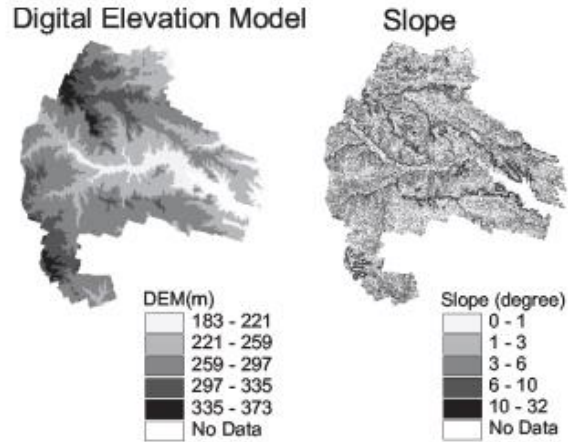 Digital Elevation Model
Slope
DEM(m)
183 - 221
221 - 259
259 - 297
297 - 335
335 - 373
No Data
Slope (degree)
0 - 1
1 - 3
3 - 6
6 - 10
10 - 32
No Data